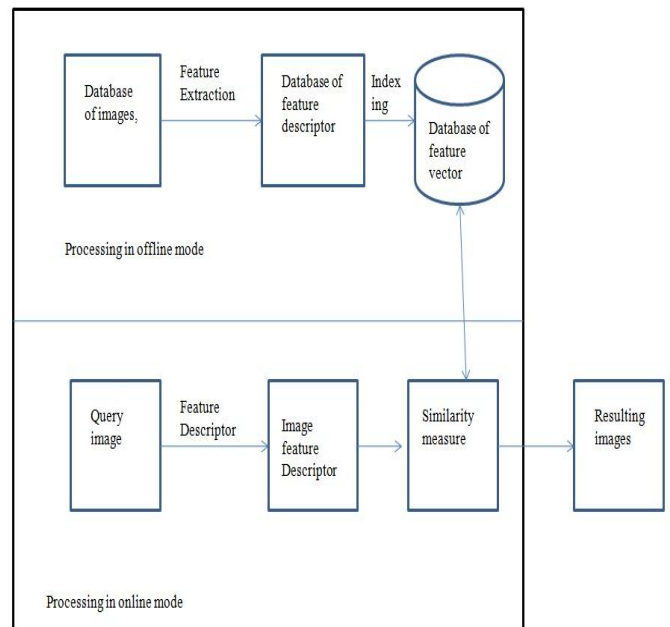 Database
of images,
Feature
Extraction
Database of
feature
descriptor
Index
ing
Database of
feature
vector
Processing in offline mode
Query
image
Feature
Descriptor
Image
feature
Descriptor
Similarity
measure
Resulting
images
Processing in online mode